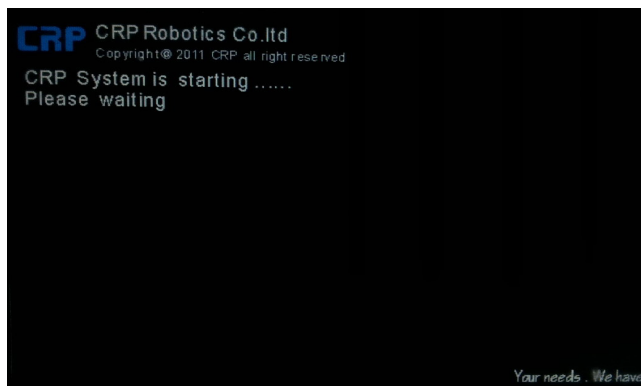 CRP CRP Robotics Co.ltd
Copyright@ 2011 CRP all right reserved
CRP System is starting ......
Please waiting
Your needs . We have